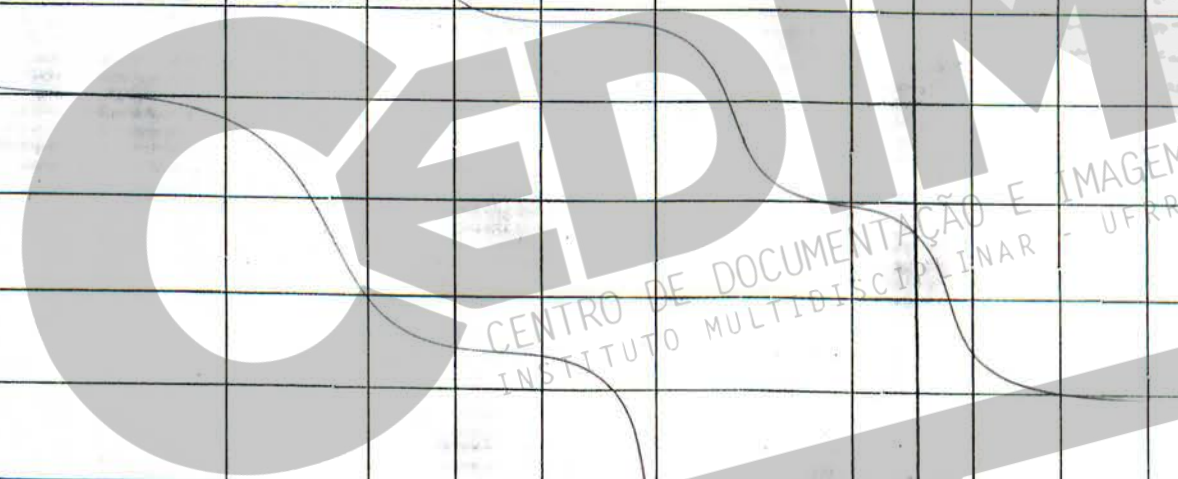 CEDIM
CENTRO DE DOCUMENTAÇÃO E IMAGEM
INSTITUTO MULTIDISCIPLINAR - UFRR